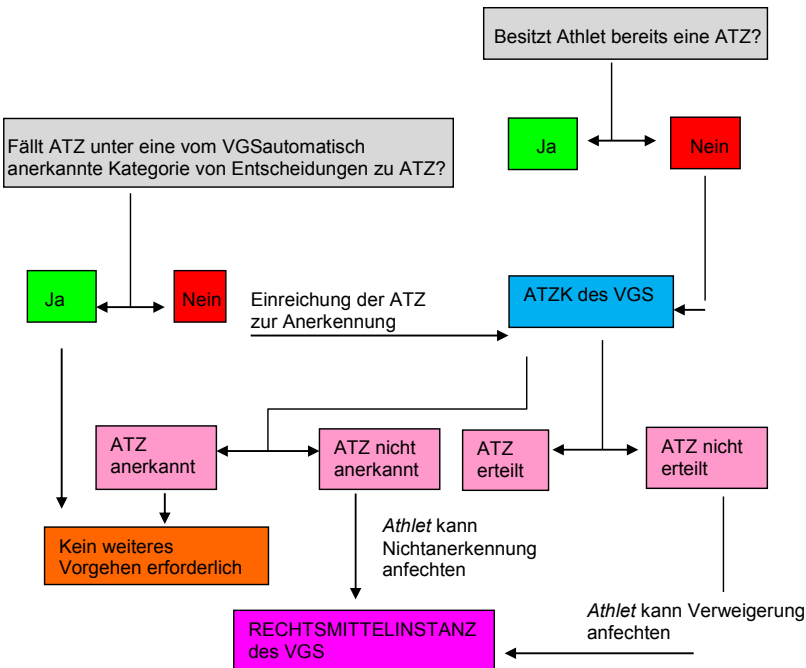 Besitzt Athlet bereits eine ATZ?
Ja
Nein
Fällt ATZ unter eine vom VGSautomatisch
anerkannte Kategorie von Entscheidungen zu ATZ?
Ja
Nein
Einreichung der ATZ
zur Anerkennung
ATZK des VGS
ATZ
anerkannt
ATZ nicht
anerkannt
ATZ
erteilt
ATZ nicht
erteilt
Kein weiteres
Vorgehen erforderlich
Athlet kann
Nichtanerkennung
anfechten
Athlet kann Verweigerung
anfechten
RECHTSMITTELINSTANZ
des VGS